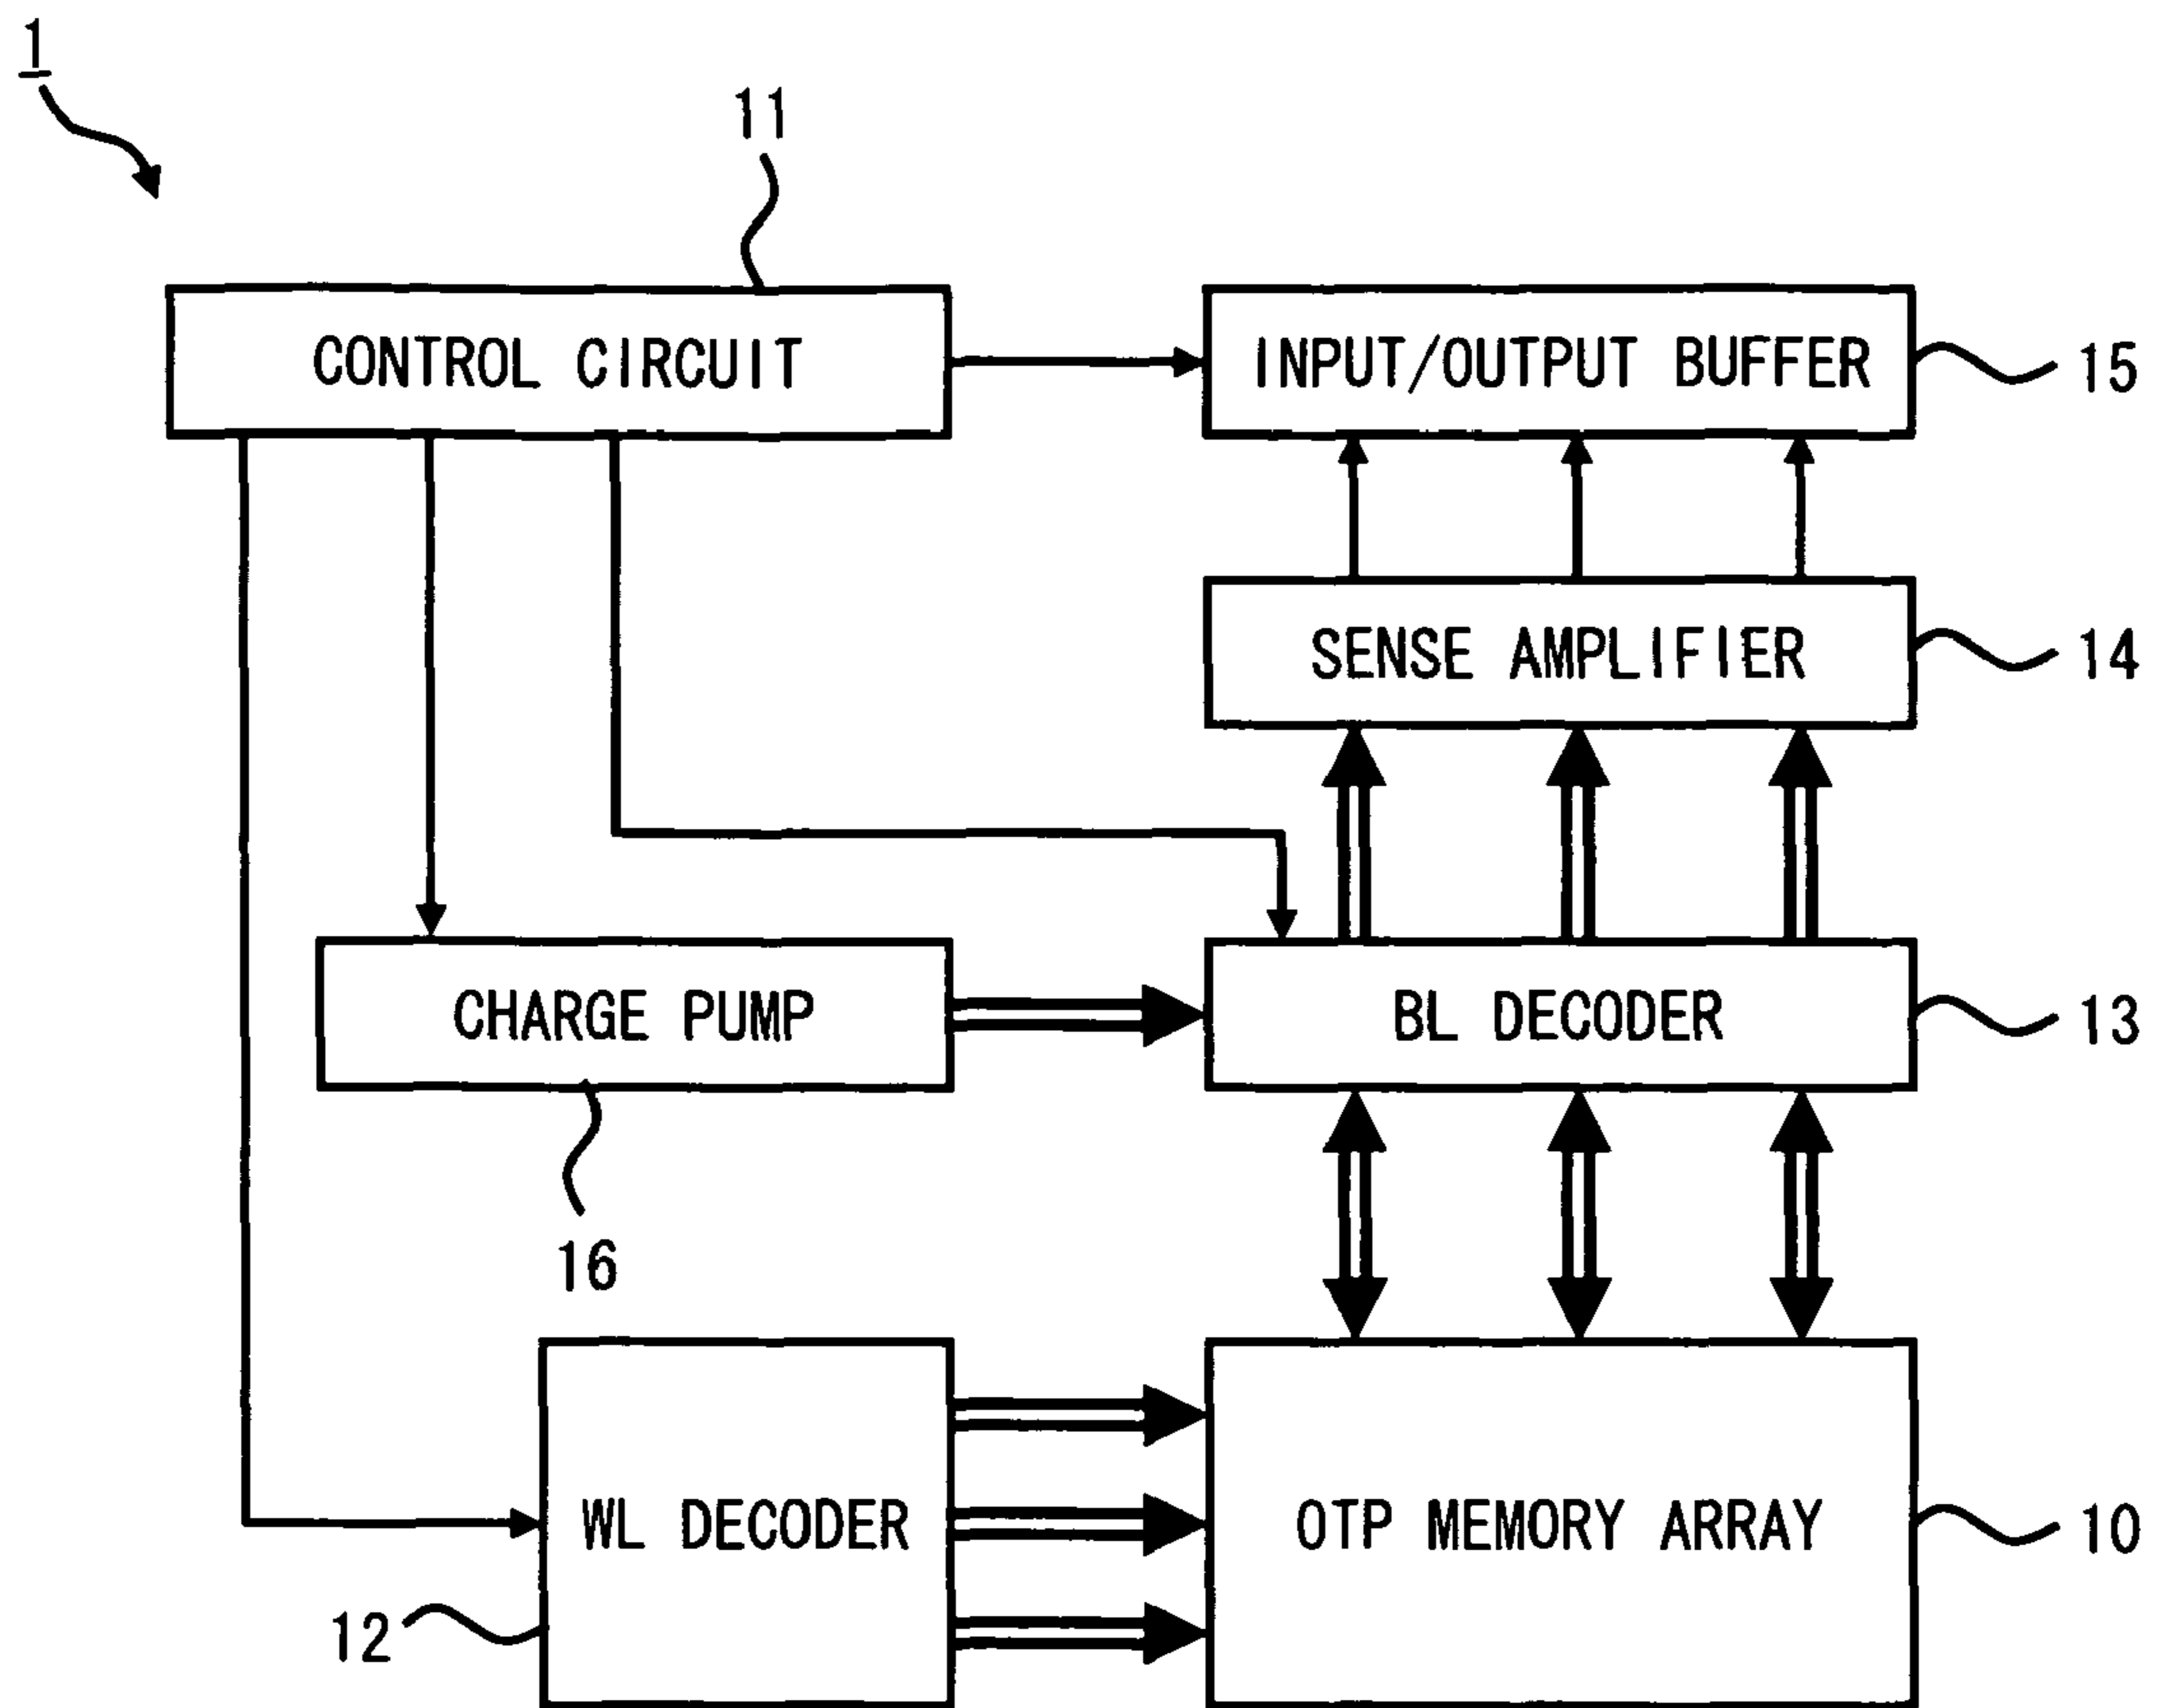 1
11
CONTROL CIRCUIT
INPUT/OUTPUT BUFFER
15
SENSE AMPLIFIER
14
CHARGE PUMP
BL DECODER
13
16
WL DECODER
OTP MEMORY ARRAY
10
12